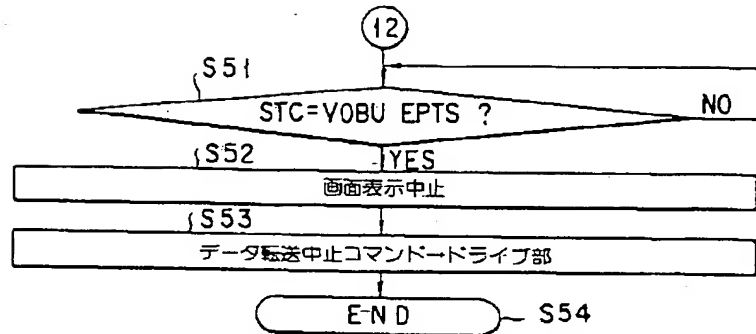 12
S51
STC=VOBU EPTS ?
NO
YES
S52
画面表示中止
S53
データ転送中止コマンド→ドライブ部
END
S54